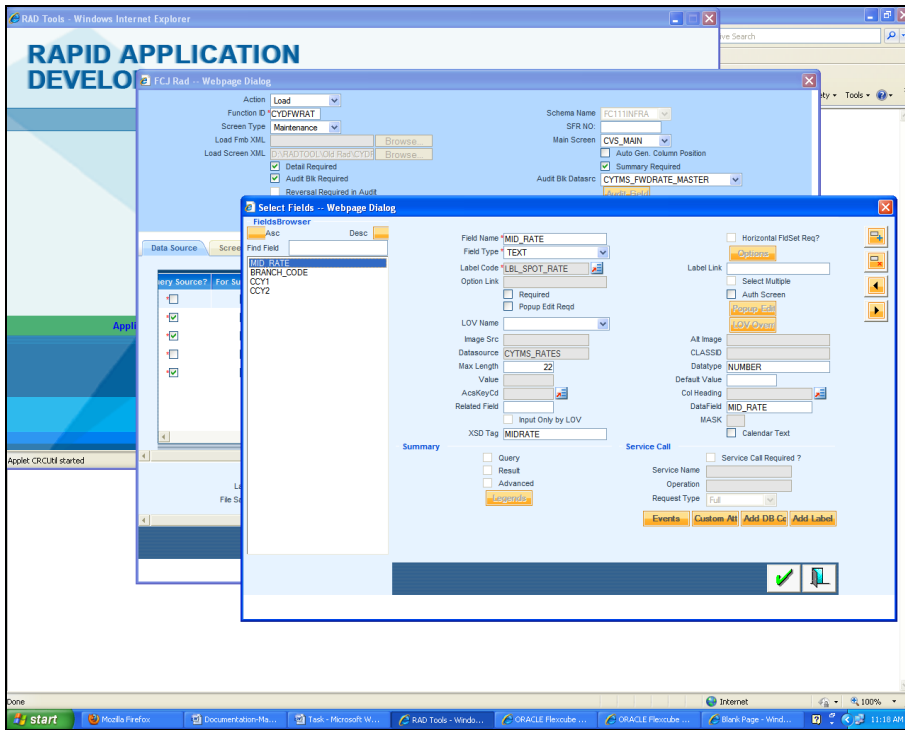 RAD Tools - Windows Internet Explorer
ve Search
RAPID APPLICATION
DEVELO
FCJ Rad -- Webpage Dialog
ety Tools
Action Load
Function ID *CYDFWRAT Schema Name FC111INFRA
Screen Type Maintenance SFR NO:
Load Fmb XML Browse... Main Screen CVS_MAIN
Load Screen XML D:\RADTOOL\Old Rad\CYDF Browse... Auto Gen. Column Position
Detail Required Summary Required
Audit Blk Required Audit Blk Datasrc CYTMS_FWDRATE_MASTER
Reversal Required in Audit Audit Field
Select Fields -- Webpage Dialog
FieldsBrowser
Asc Desc
Find Field
MID_RATE
BRANCH_CODE
CCY1
CCY2
Data Source Scree
ery Source? For Su
*
*
*
*
*
Appli
Field Name *MID_RATE Horizontal FldSet Req?
Field Type *TEXT Options
Label Code *LBL_SPOT_RATE Label Link
Option Link Select Multiple
Required Auth Screen
Popup Edit Reqd Popup Edit
LOV Name LOV Dypm
Image Src Alt Image
Datasource CYTMS_RATES CLASSID
Max Length 22 Datatype NUMBER
Value Default Value
AcsKeyCd Col Heading
Related Field DataField MID_RATE
Input Only by LOV MASK
XSD Tag MIDRATE Calendar Text
Summary Service Call
Query Service Call Required ?
Result Service Name
Advanced Operation
Legends Request Type Full
Events Custom Att Add DB Cc Add Label
Applet CRCUtil started
La
File Se
Done Internet 100%
start Mozilla Firefox Documentation-Ma... Task - Microsoft W... RAD Tools - Windo... ORACLE Flexcube ... ORACLE Flexcube ... Blank Page - Wind... 11:18 AM